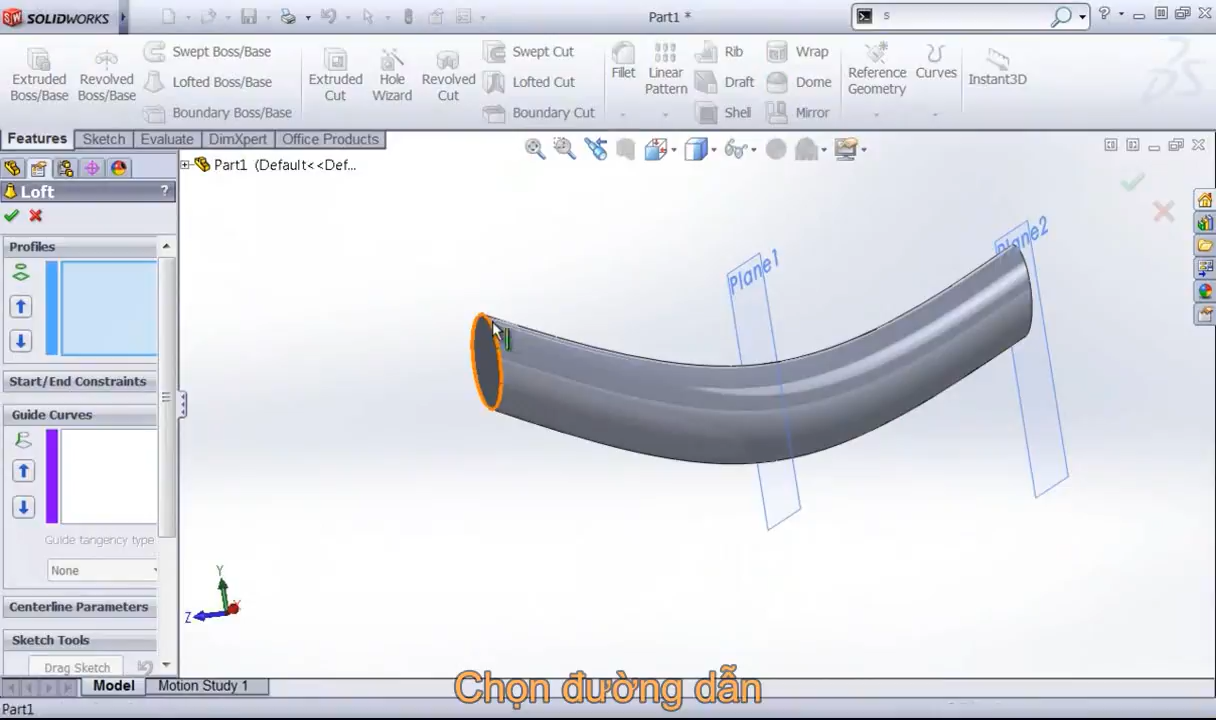 SOLIDWORKS
Part1 *
s
Extruded Boss/Base
Revolved Boss/Base
Swept Boss/Base
Lofted Boss/Base
Boundary Boss/Base
Extruded Cut
Hole Wizard
Revolved Cut
Swept Cut
Lofted Cut
Boundary Cut
Fillet
Linear Pattern
Rib
Draft
Shell
Wrap
Dome
Mirror
Reference Geometry
Curves
Instant3D
Features
Sketch
Evaluate
DimXpert
Office Products
Part1 (Default<<Def...
Loft
?
Profiles
Start/End Constraints
Guide Curves
Guide tangency type
None
Centerline Parameters
Sketch Tools
Drag Sketch
Plane1
Plane2
Y
Z
Model
Motion Study 1
Chọn đường dẫn
Part1